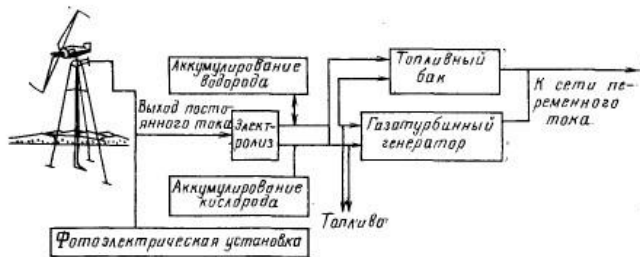 Аккумулирование
водорода
Топливный
бак
К сети пе-
ременного
тока
Выход посто-
янного тока
Элект-
ролиз
Газатурбинный
генератор
Аккумулирование
кислорода
Топливо
Фотоэлектрическая установка